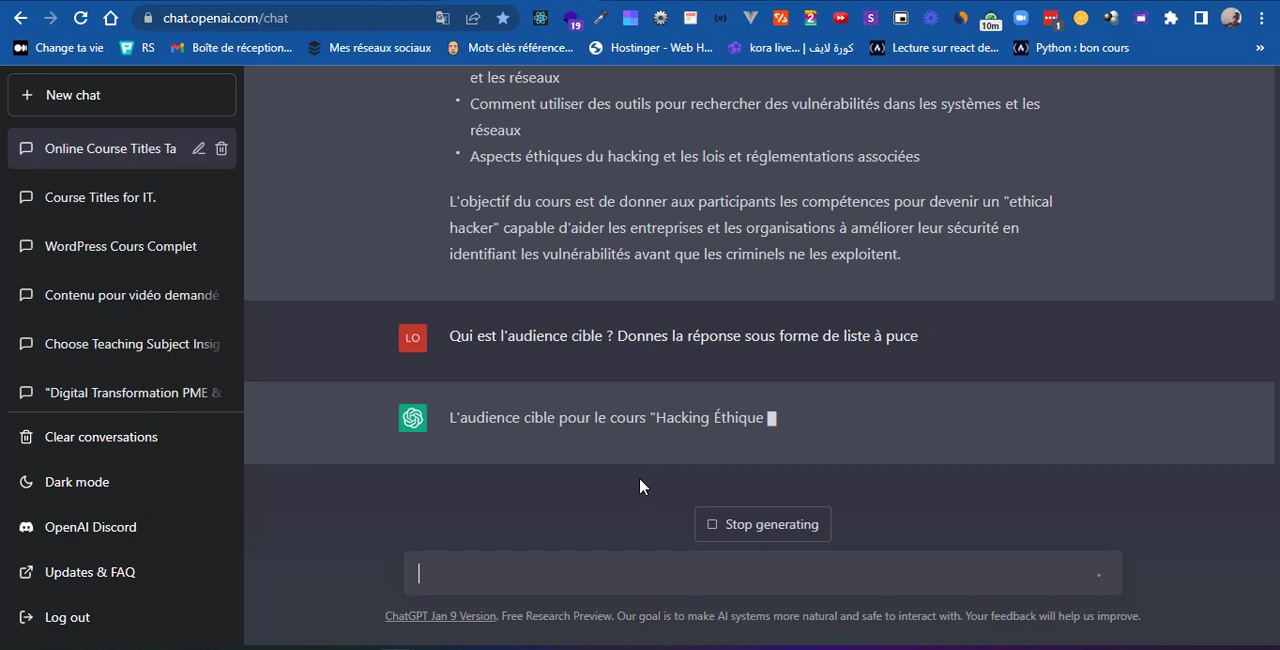 chat.openai.com/chat
19
2
S
10m
1
Change ta vie
RS
Boîte de réception...
Mes réseaux sociaux
Mots clès référence...
Hostinger - Web H...
kora live... | كورة لايف
Lecture sur react de...
Python : bon cours
»
New chat
Online Course Titles Ta
Course Titles for IT.
WordPress Cours Complet
Contenu pour vidéo demandé
Choose Teaching Subject Insig
"Digital Transformation PME &
Clear conversations
Dark mode
OpenAI Discord
Updates & FAQ
Log out
et les réseaux
• Comment utiliser des outils pour rechercher des vulnérabilités dans les systèmes et les
réseaux
• Aspects éthiques du hacking et les lois et réglementations associées
L'objectif du cours est de donner aux participants les compétences pour devenir un "ethical
hacker" capable d'aider les entreprises et les organisations à améliorer leur sécurité en
identifiant les vulnérabilités avant que les criminels ne les exploitent.
LO
Qui est l'audience cible ? Donnes la réponse sous forme de liste à puce
L'audience cible pour le cours "Hacking Éthique
Stop generating
ChatGPT Jan 9 Version. Free Research Preview. Our goal is to make AI systems more natural and safe to interact with. Your feedback will help us improve.